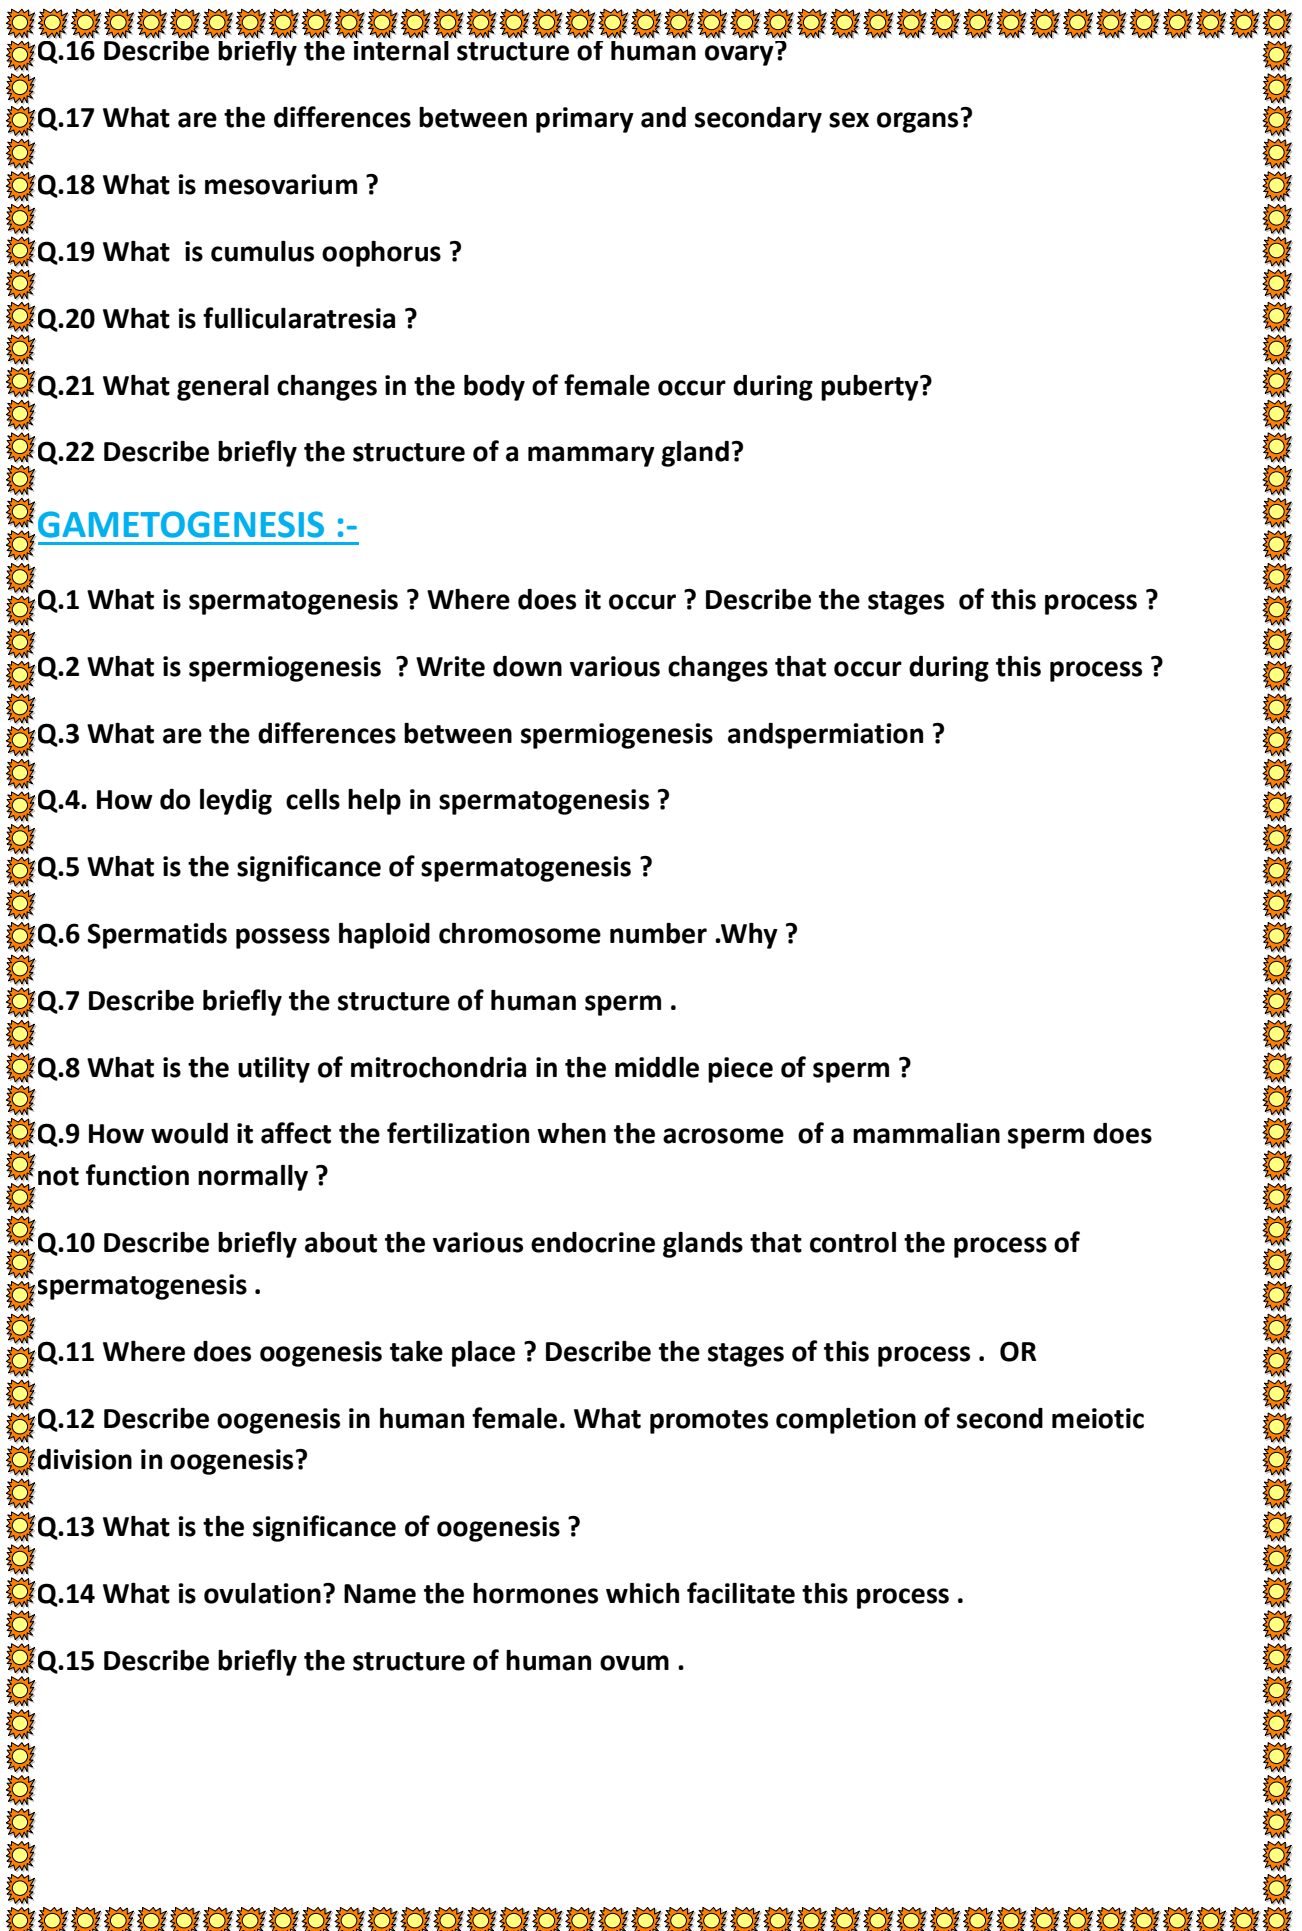 Q.16 Describe briefly the internal structure of human ovary?
Q.17 What are the differences between primary and secondary sex organs?
Q.18 What is mesovarium ?
Q.19 What  is cumulus oophorus ?
Q.20 What is fullicularatresia ?
Q.21 What general changes in the body of female occur during puberty?
Q.22 Describe briefly the structure of a mammary gland?
GAMETOGENESIS :-
Q.1 What is spermatogenesis ? Where does it occur ? Describe the stages  of this process ?
Q.2 What is spermiogenesis  ? Write down various changes that occur during this process ?
Q.3 What are the differences between spermiogenesis  andspermiation ?
Q.4. How do leydig  cells help in spermatogenesis ?
Q.5 What is the significance of spermatogenesis ?
Q.6 Spermatids possess haploid chromosome number .Why ?
Q.7 Describe briefly the structure of human sperm .
Q.8 What is the utility of mitrochondria in the middle piece of sperm ?
Q.9 How would it affect the fertilization when the acrosome  of a mammalian sperm does
not function normally ?
Q.10 Describe briefly about the various endocrine glands that control the process of
spermatogenesis .
Q.11 Where does oogenesis take place ? Describe the stages of this process .  OR
Q.12 Describe oogenesis in human female. What promotes completion of second meiotic
division in oogenesis?
Q.13 What is the significance of oogenesis ?
Q.14 What is ovulation? Name the hormones which facilitate this process .
Q.15 Describe briefly the structure of human ovum .